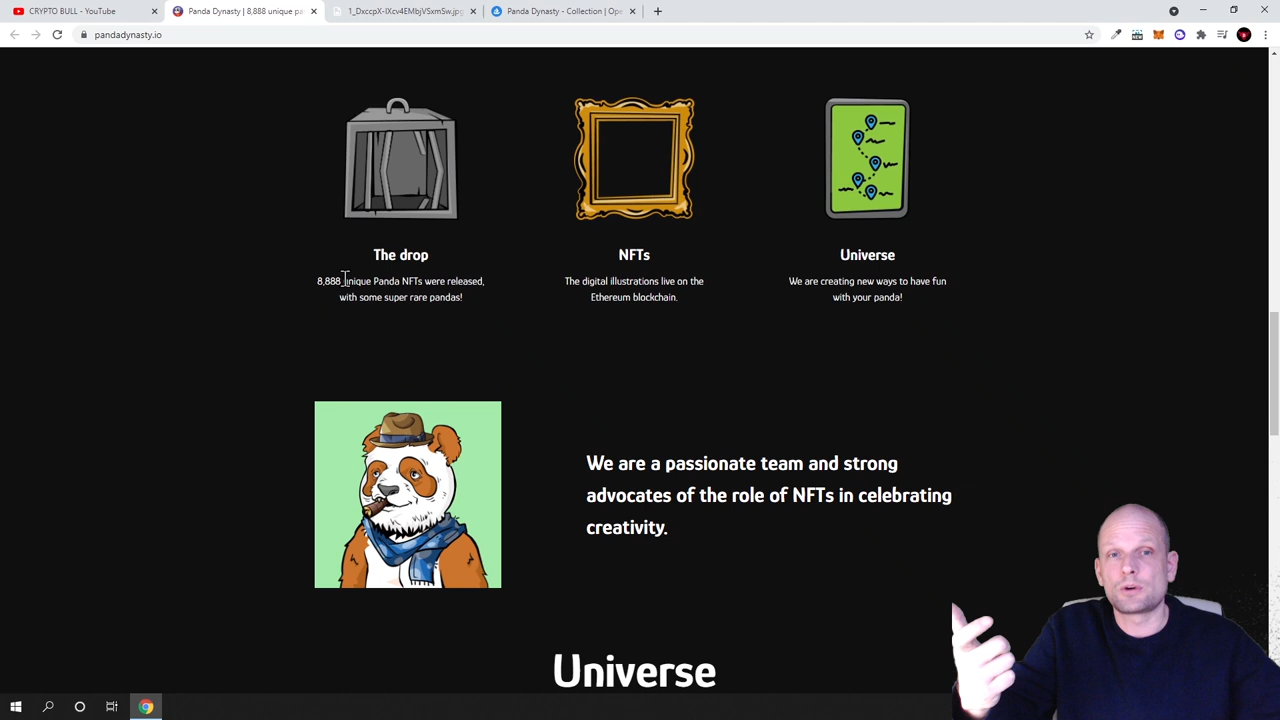 CRYPTO BULL - YouTube
Panda Dynasty | 8,888 unique pa
1_DxccpX-IXcv4EMbjVSxmSw.jpg
Panda Dynasty - Collection | Ope
pandadynasty.io
The drop
8,888 unique Panda NFTs were released,
with some super rare pandas!
NFTs
The digital illustrations live on the
Ethereum blockchain.
Universe
We are creating new ways to have fun
with your panda!
We are a passionate team and strong
advocates of the role of NFTs in celebrating
creativity.
Universe